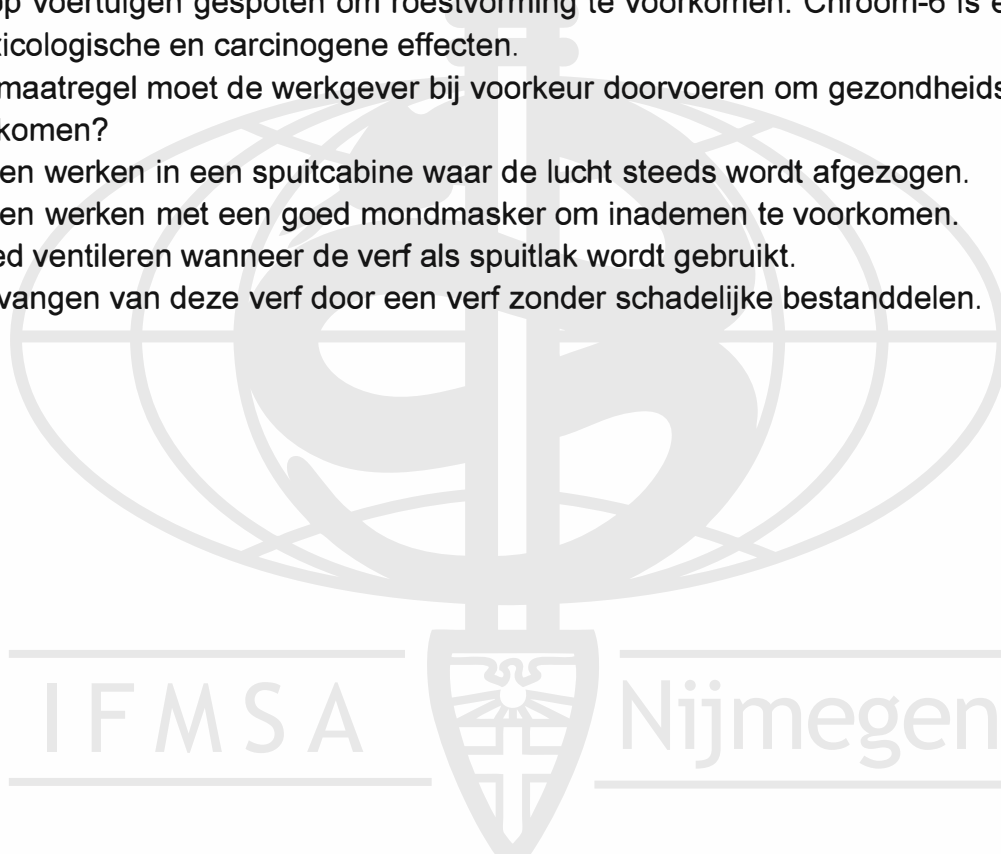 op voertuigen gespoten om roestvorming te voorkomen. Chroom-6 is e
ticologische en carcinogene effecten.
maatregel moet de werkgever bij voorkeur doorvoeren om gezondheids
komen?
en werken in een spuitcabine waar de lucht steeds wordt afgezogen.
en werken met een goed mondmasker om inademen te voorkomen.
ed ventileren wanneer de verf als spuitlak wordt gebruikt.
vangen van deze verf door een verf zonder schadelijke bestanddelen.
IFMSA Nijmegen